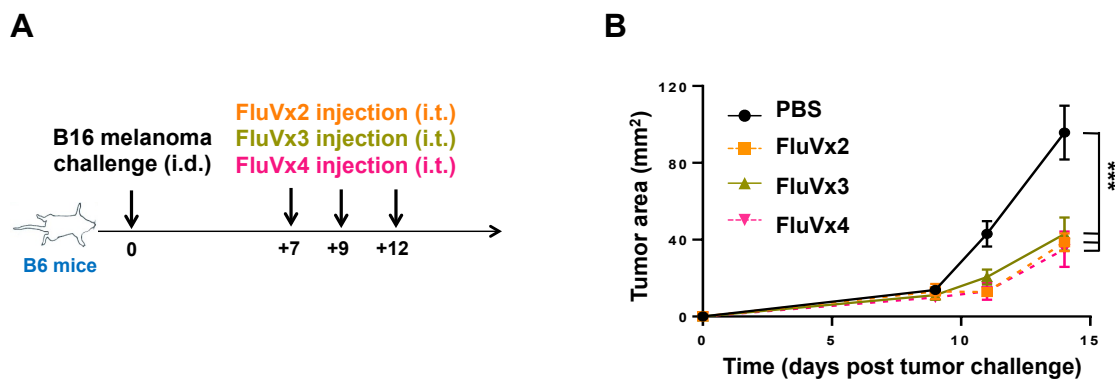 A
FluVx2 injection (i.t.)
FluVx3 injection (i.t.)
FluVx4 injection (i.t.)
B16 melanoma
challenge (i.d.)
0
+7
+9
+12
B6 mice
B
Tumor area (mm²)
120
80
40
0
0
5
10
15
Time (days post tumor challenge)
PBS
FluVx2
FluVx3
FluVx4
***